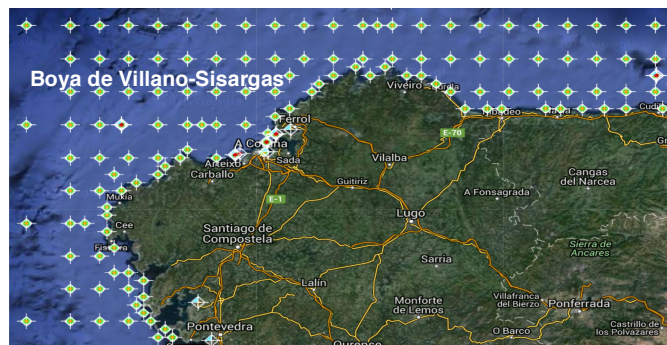 Boya de Villano-Sisargas
Viveiro
Ferrol
Cudi
A Coruña
E-70
Arteixo
Sada
Carballo
Vilalba
Guitiriz
Cangas
del Narcea
A Fonsagrada
Muxía
E-1
Lugo
Cee
Santiago de
Compostela
Sierra de
Ancares
Fisterra
Sarria
Lalín
Villafranca
del Bierzo
Ponferrada
Monforte
de Lemos
Castrillo de
los Polvazares
Pontevedra
O Barco
Ourense